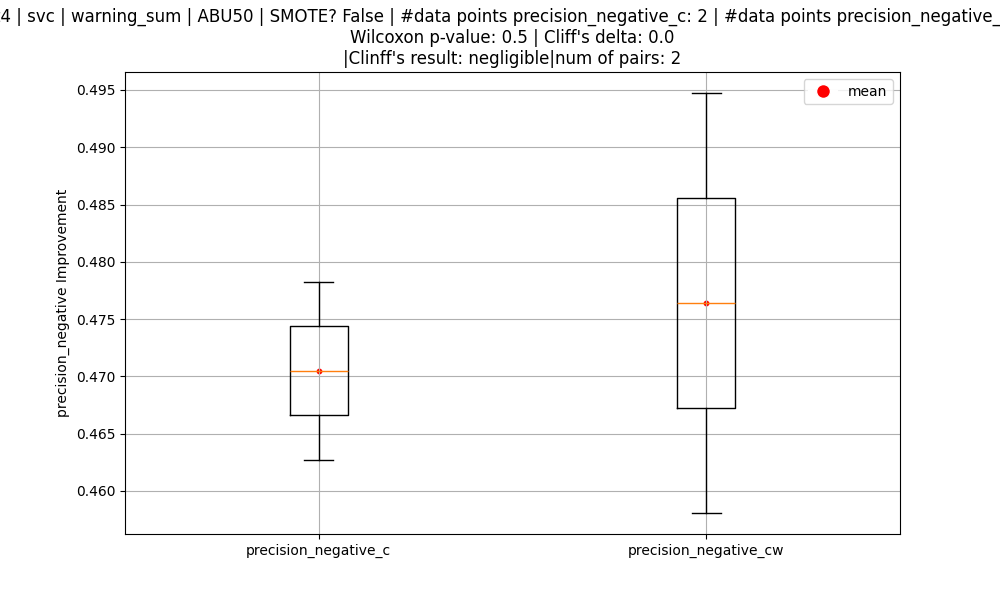 4 | svc | warning_sum | ABU50 | SMOTE? False | #data points precision_negative_c: 2 | #data points precision_negative_
Wilcoxon p-value: 0.5 | Cliff's delta: 0.0
|Clinff's result: negligible|num of pairs: 2
mean
0.495
0.490
0.485
0.480
0.475
0.470
0.465
0.460
precision_negative Improvement
precision_negative_c
precision_negative_cw